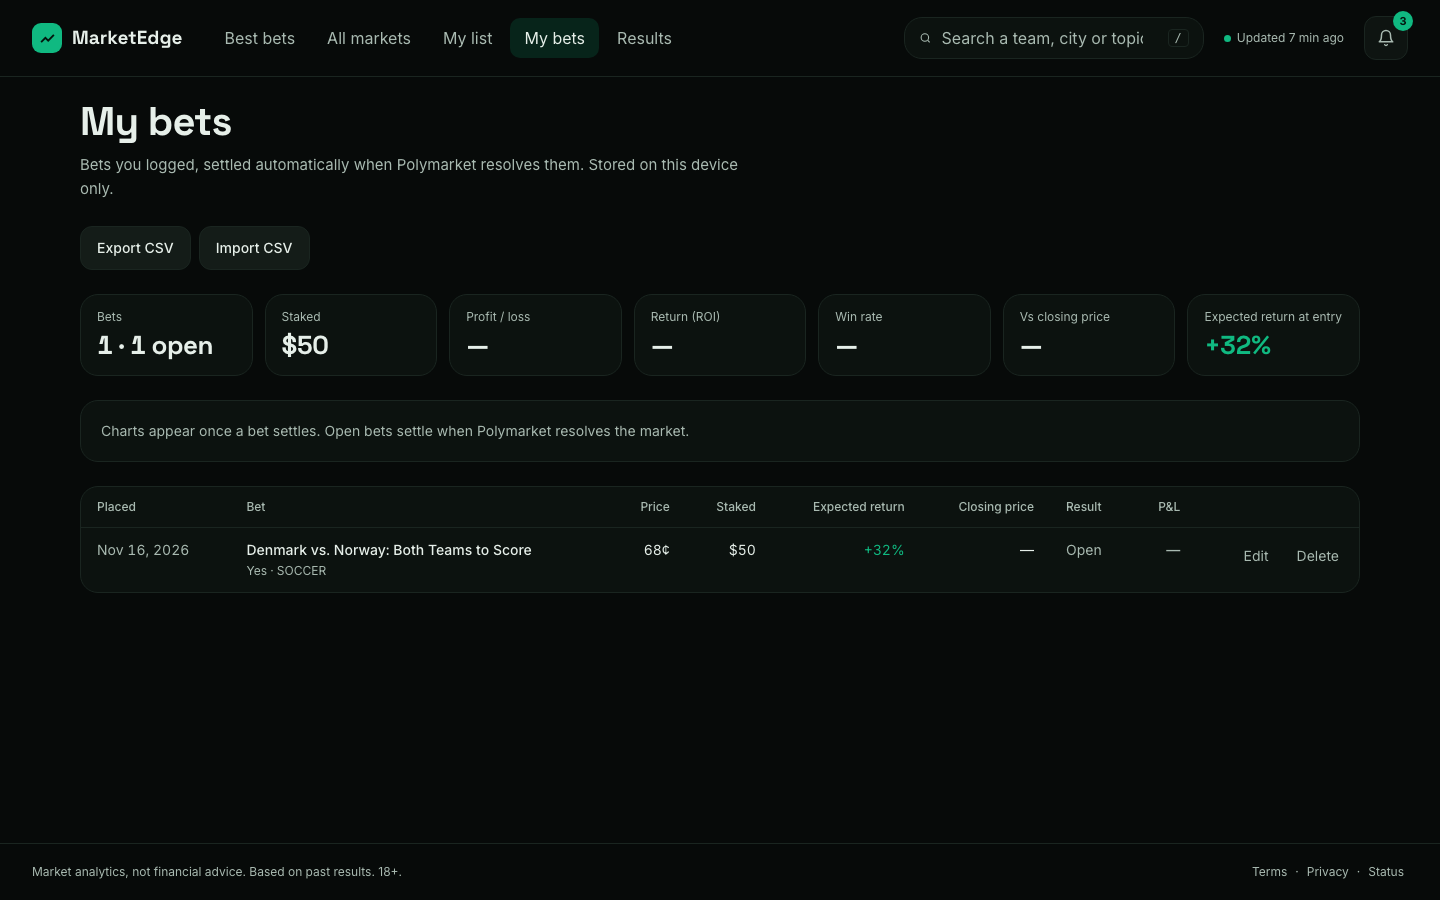 MarketEdge
Best bets
All markets
My list
My bets
Results
Search a team, city or topic
/
Updated 7 min ago
3
My bets
Bets you logged, settled automatically when Polymarket resolves them. Stored on this device
only.
Export CSV
Import CSV
Bets
1 · 1 open
Staked
$50
Profit / loss
—
Return (ROI)
—
Win rate
—
Vs closing price
—
Expected return at entry
+32%
Charts appear once a bet settles. Open bets settle when Polymarket resolves the market.
Placed Bet Price Staked Expected return Closing price Result P&L
Nov 16, 2026 Denmark vs. Norway: Both Teams to Score 68¢ $50 +32% — Open — Edit Delete
Yes · SOCCER
Market analytics, not financial advice. Based on past results. 18+.
Terms · Privacy · Status